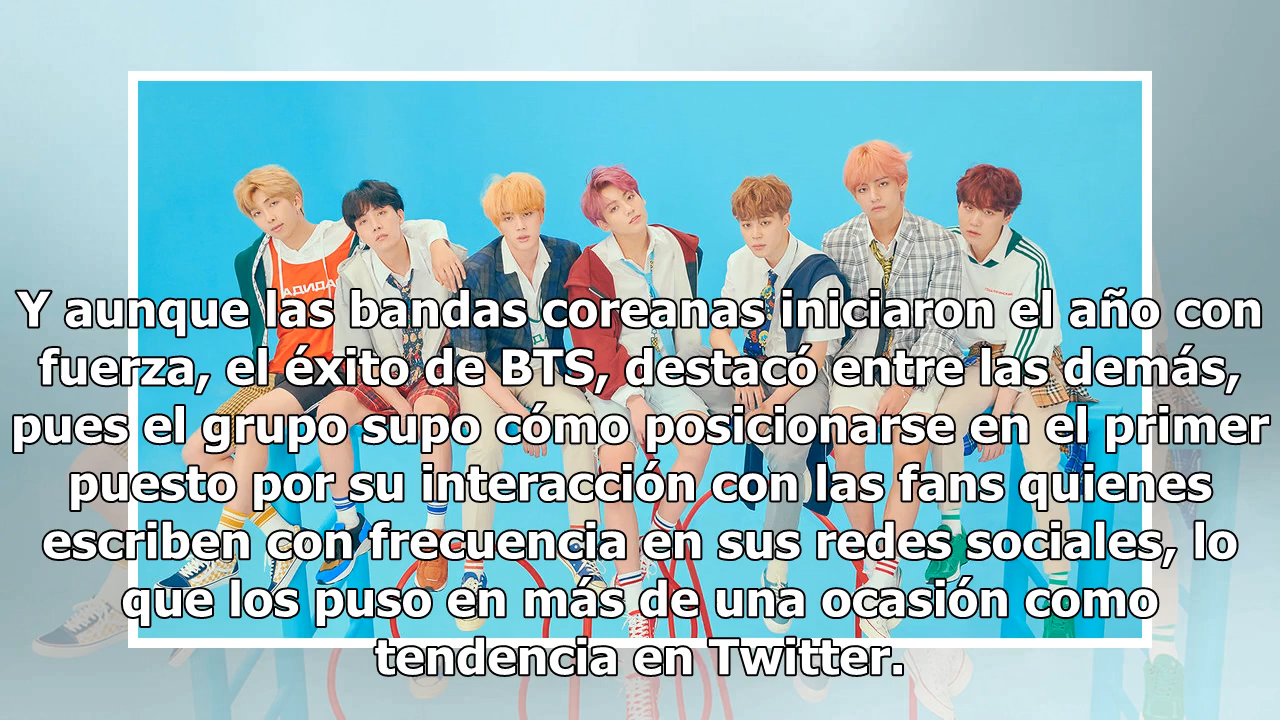 АДИДА
Y aunque las bandas coreanas iniciaron el año con
fuerza, el éxito de BTS, destacó entre las demás,
pues el grupo supo cómo posicionarse en el primer
puesto por su interacción con las fans quienes
escriben con frecuencia en sus redes sociales, lo
que los puso en más de una ocasión como
tendencia en Twitter.